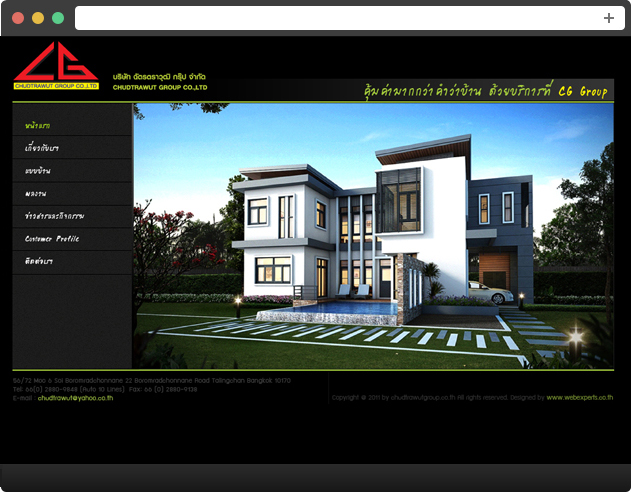 CG
CHUDTRAWUT GROUP CO.,LTD
บริษัท ฉัตรตราวุฒิ กรุ๊ป จำกัด
CHUDTRAWUT GROUP CO.,LTD
คุ้มค่ามากกว่าคำว่าบ้าน ด้วยบริการที่ CG Group
หน้าแรก
เกี่ยวกับเรา
แบบบ้าน
ผลงาน
ข่าวสารและกิจกรรม
Customer Profile
ติดต่อเรา
56/72 Moo 6 Soi Boromradchonnanee 22 Boromradchonnanee Road Talingchan Bangkok 10170
Tel. 66(0) 2880-9848 (Auto 10 Lines) Fax: 66 (0) 2880-9138
E-mail : chudtrawut@yahoo.co.th
Copyright @ 2011 by chudtrawutgroup.co.th All rights reserved. Designed by www.webexperts.co.th